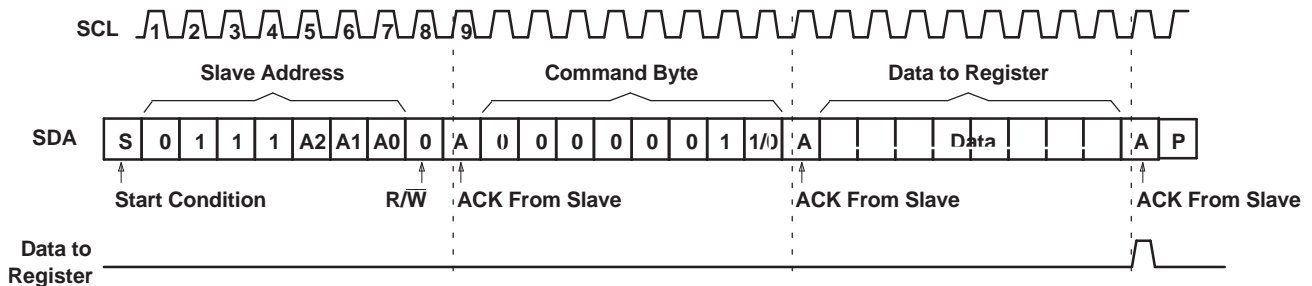 SCL 1 2 3 4 5 6 7 8 9
Slave Address Command Byte Data to Register
SDA S 0 1 1 1 A2 A1 A0 0 A 0 0 0 0 0 0 1 1/0 A Data A P
Start Condition R/W̅ ACK From Slave ACK From Slave ACK From Slave
Data to
Register